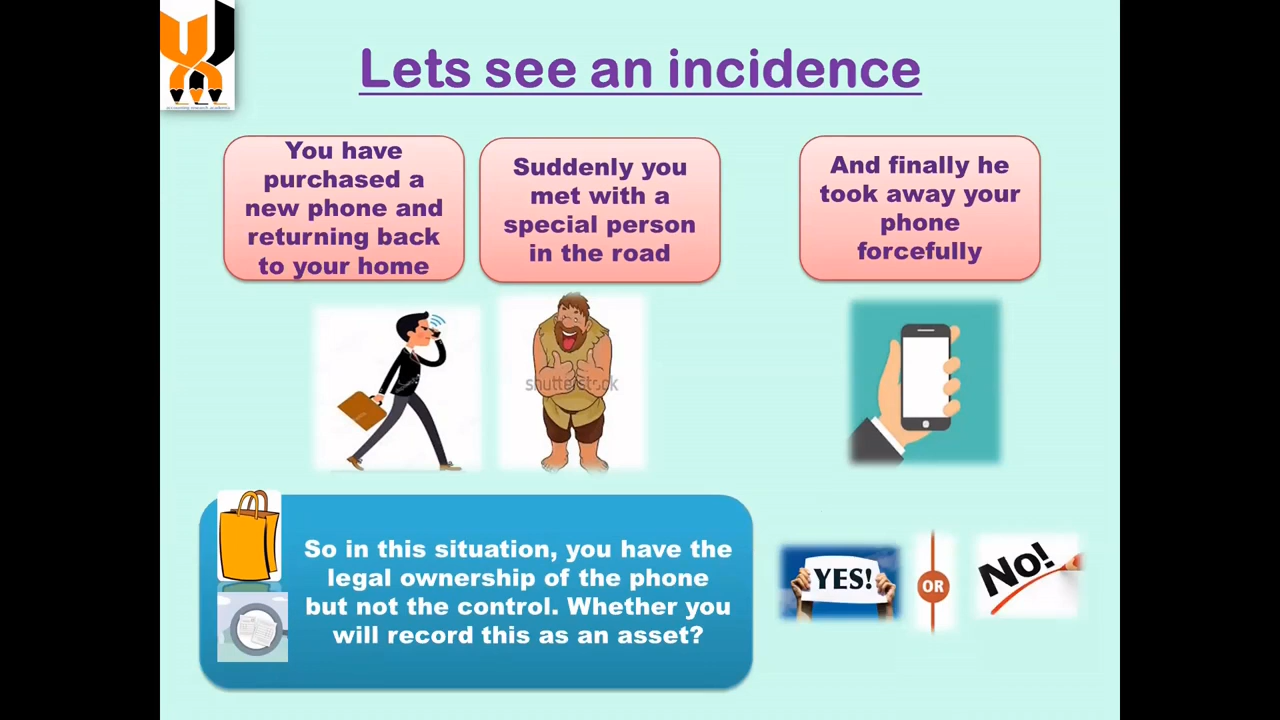 Lets see an incidence
You have
purchased a
new phone and
returning back
to your home
Suddenly you
met with a
special person
in the road
And finally he
took away your
phone
forcefully
shutterstock
So in this situation, you have the
legal ownership of the phone
but not the control. Whether you
will record this as an asset?
YES!
OR
No!